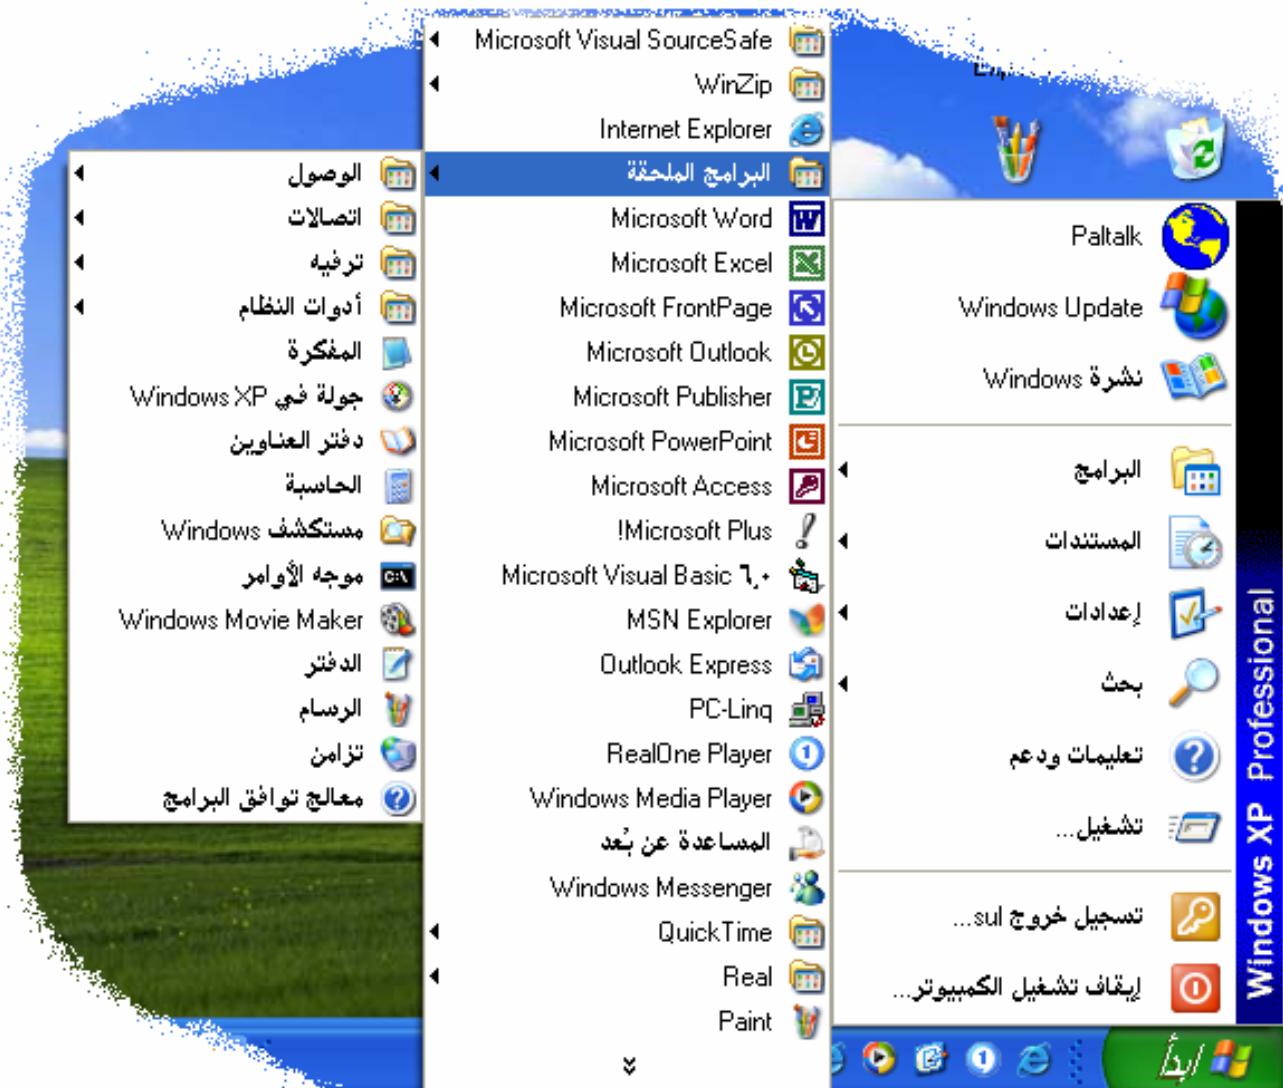 Paltalk
Windows Update
نشرة Windows
البرامج
المستندات
إعدادات
بحث
تعليمات ودعم
تشغيل...
تسجيل خروج sul...
إيقاف تشغيل الكمبيوتر...
Windows XP Professional
ابدأ
Microsoft Visual SourceSafe
WinZip
Internet Explorer
البرامج الملحقة
Microsoft Word
Microsoft Excel
Microsoft FrontPage
Microsoft Outlook
Microsoft Publisher
Microsoft PowerPoint
Microsoft Access
!Microsoft Plus
Microsoft Visual Basic ٦,٠
MSN Explorer
Outlook Express
PC-Linq
RealOne Player
Windows Media Player
المساعدة عن بُعد
Windows Messenger
QuickTime
Real
Paint
الوصول
اتصالات
ترفيه
أدوات النظام
المفكرة
جولة في Windows XP
دفتر العناوين
الحاسبة
مستكشف Windows
موجه الأوامر
Windows Movie Maker
الدفتر
الرسام
تزامن
معالج توافق البرامج